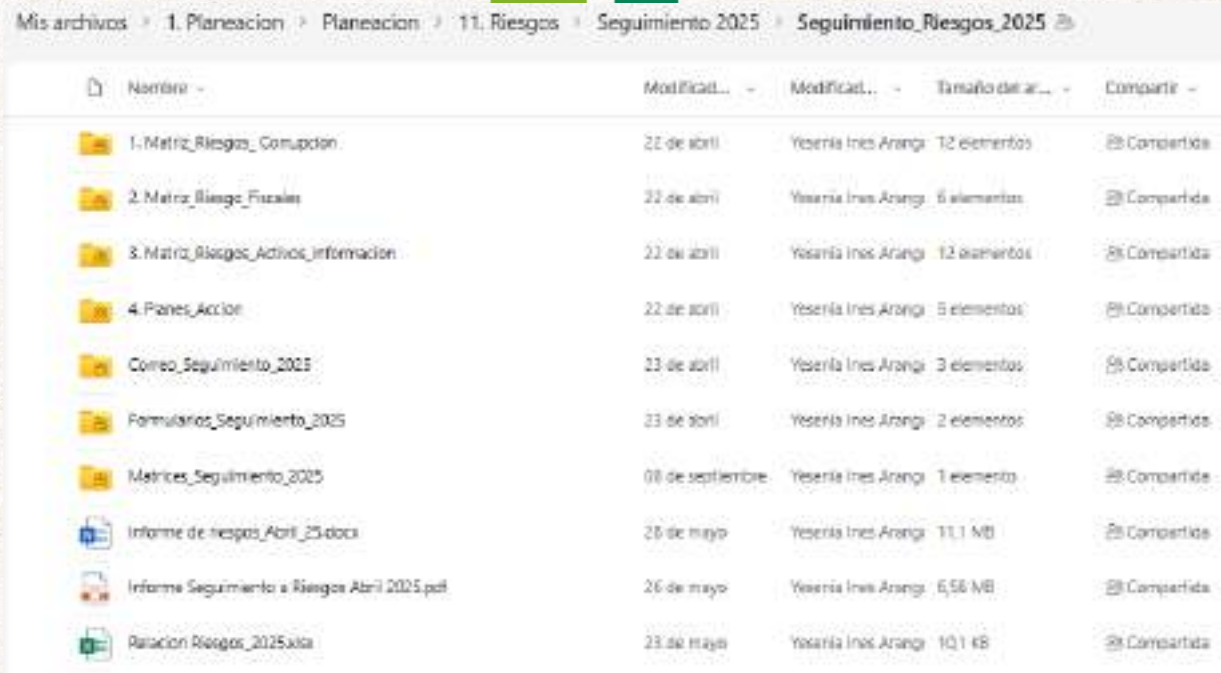 Mis archivos > 1. Planeacion > Planeacion > 11. Riesgos > Seguimiento 2025 > Seguimiento_Riesgos_2025
Nombre Modificad... Modificad... Tamaño del ar... Compartir
1. Matriz_Riesgos_ Corrupcion 22 de abril Yesenia Ines Arang 12 elementos Compartida
2. Matriz_Riesgo_Fiscales 22 de abril Yesenia Ines Arang 6 elementos Compartida
3. Matriz_Riesgos_Activos_Informacion 22 de abril Yesenia Ines Arang 12 elementos Compartida
4. Planes_Accion 22 de abril Yesenia Ines Arang 5 elementos Compartida
Correo_Seguimiento_2025 23 de abril Yesenia Ines Arang 3 elementos Compartida
Formularios_Seguimiento_2025 23 de abril Yesenia Ines Arang 2 elementos Compartida
Matrices_Seguimiento_2025 de septiembre Yesenia Ines Arang 1 elemento Compartida
Informe de riesgos_Abril_25.docx de mayo Yesenia Ines Arang 11,1 MB Compartida
Informe Seguimiento a Riesgos Abril 2025.pdf 26 de mayo Yesenia Ines Arang 6,56 MB Compartida
Relacion Riesgos_2025.xlsx 23 de mayo Yesenia Ines Arang 10,1 KB Compartida